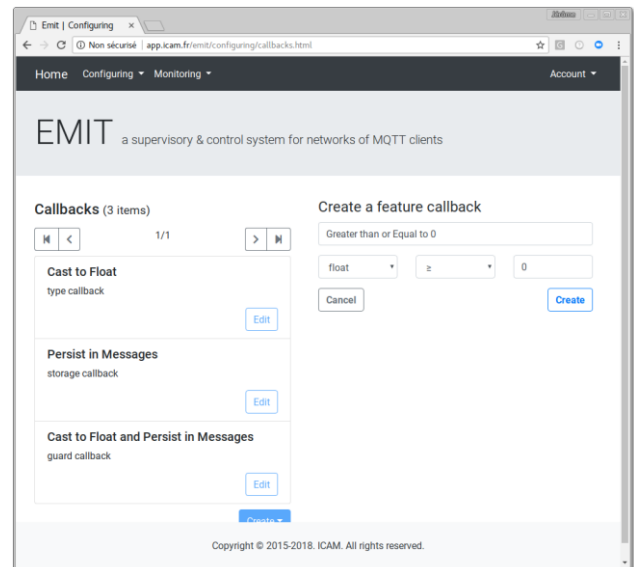 Emit | Configuring
Non sécurisé | app.icam.fr/emit/configuring/callbacks.html
Home Configuring Monitoring Account
EMIT a supervisory & control system for networks of MQTT clients
Callbacks (3 items)
1/1
Cast to Float
type callback
Edit
Persist in Messages
storage callback
Edit
Cast to Float and Persist in Messages
guard callback
Edit
Create
Create a feature callback
Greater than or Equal to 0
float ≥ 0
Cancel Create
Copyright © 2015-2018. ICAM. All rights reserved.